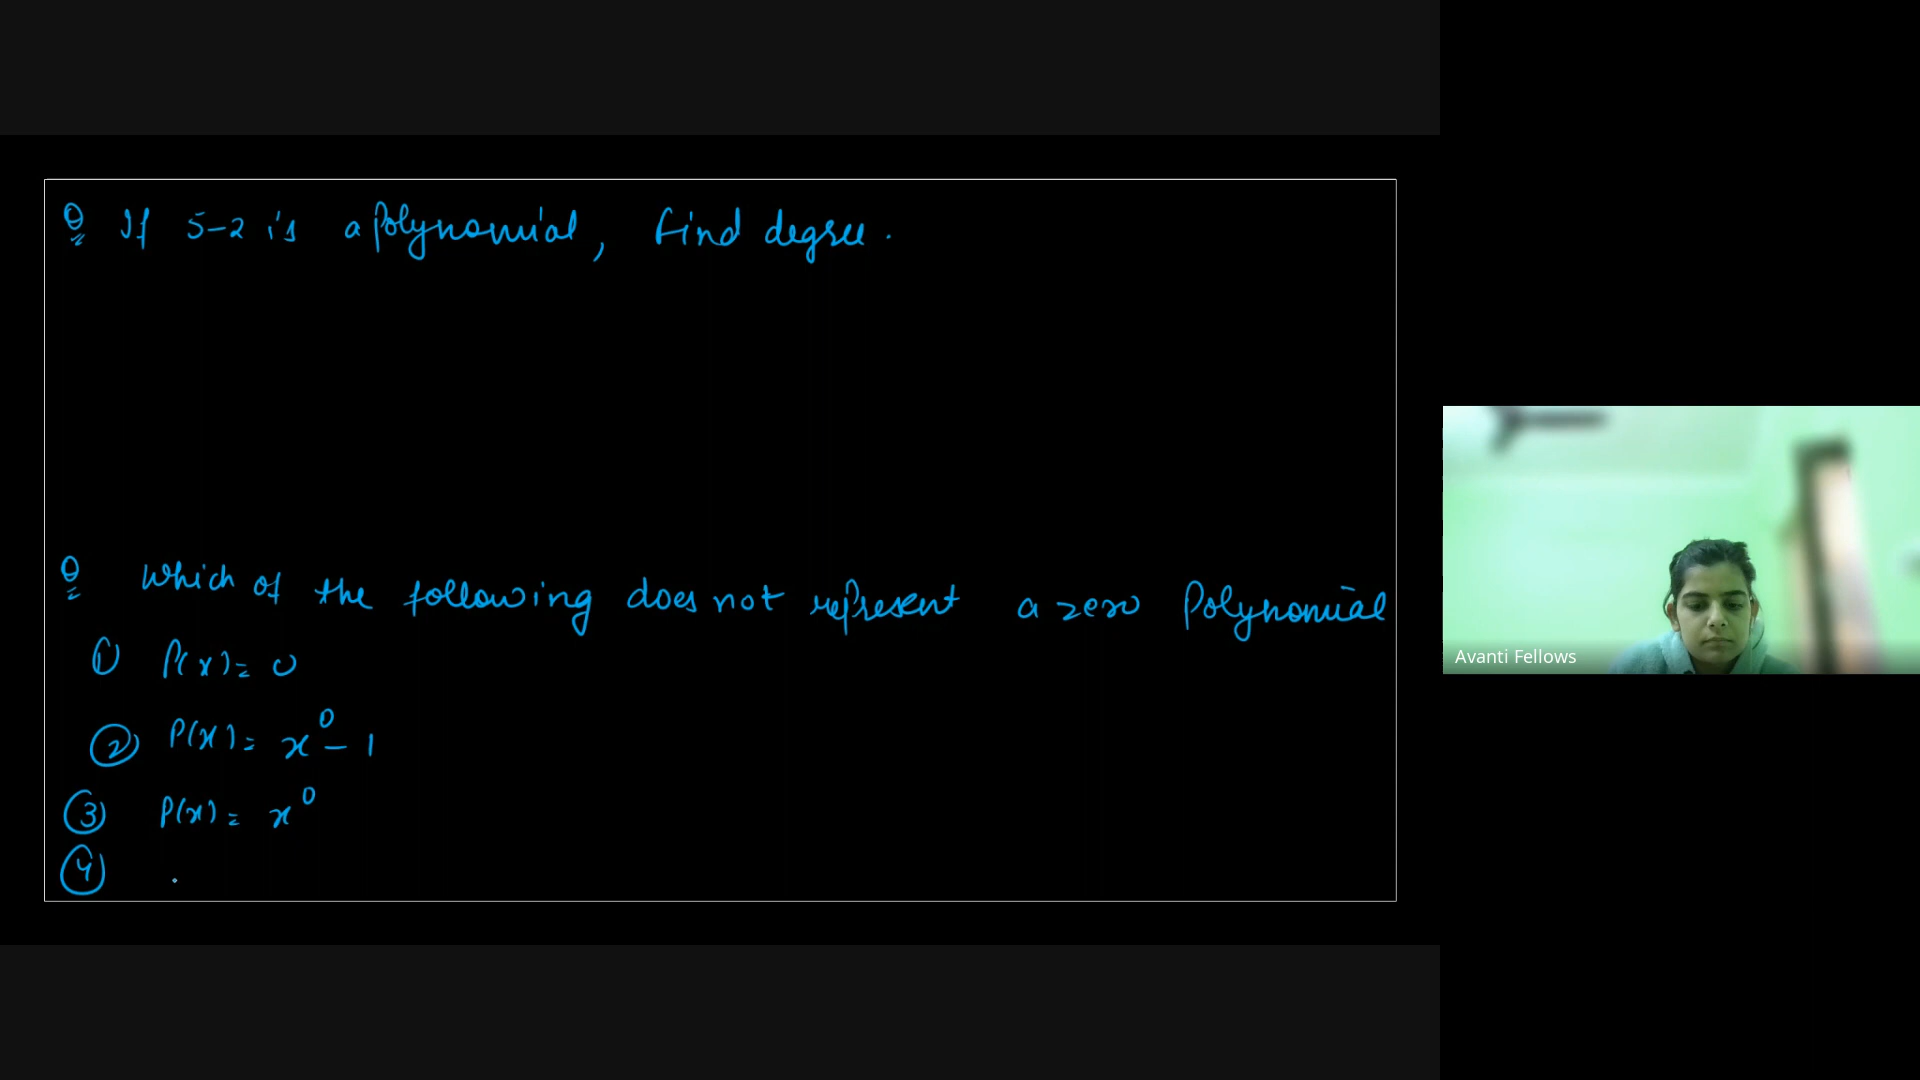 Q If 5-2 is a polynomial, find degree.
Q Which of the following does not represent a zero Polynomial
① P(x) = 0
② P(x) = x⁰ - 1
③ P(x) = x⁰
④
Avanti Fellows